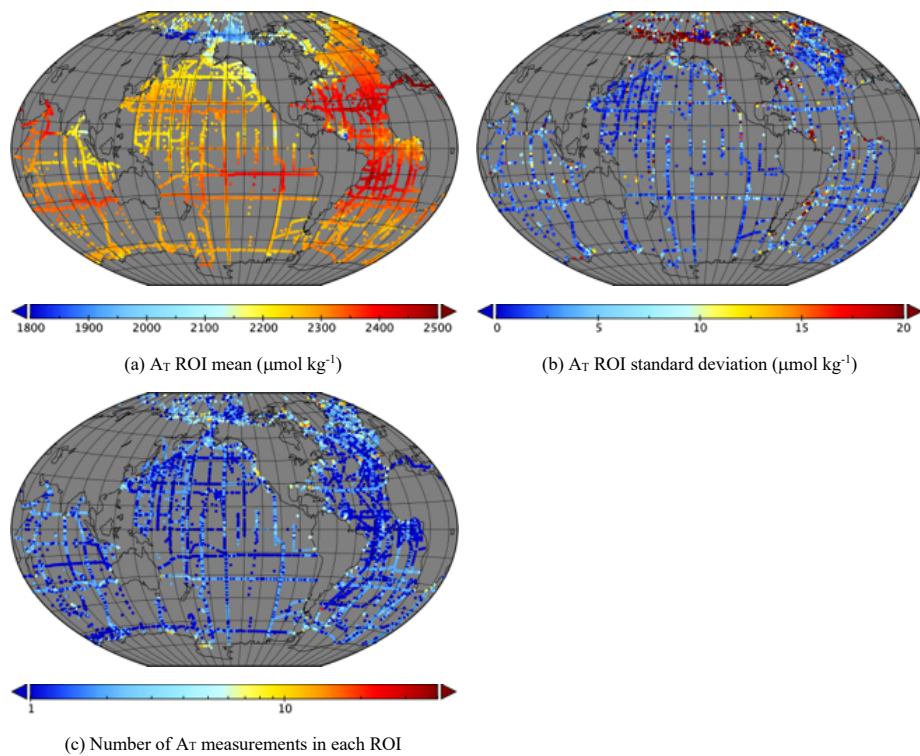 1800 1900 2000 2100 2200 2300 2400 2500
(a) AT ROI mean (μmol kg-1)
0 5 10 15 20
(b) AT ROI standard deviation (μmol kg-1)
1 10
(c) Number of AT measurements in each ROI